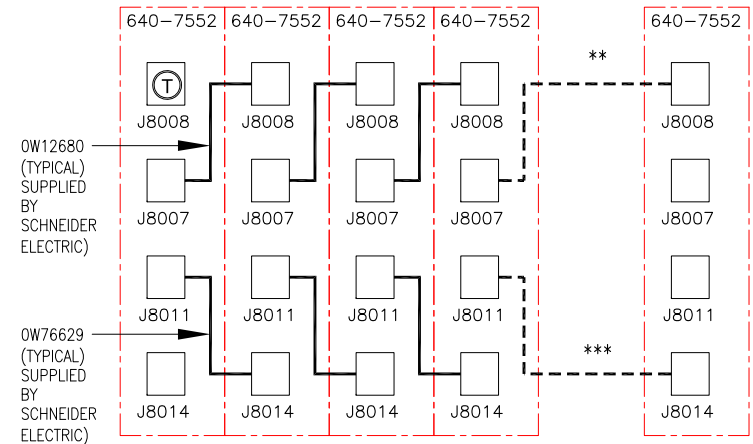 640-7552 640-7552 640-7552 640-7552 640-7552
**
T
J8008 J8008 J8008 J8008 J8008
0W12680
(TYPICAL)
SUPPLIED
BY
SCHNEIDER
ELECTRIC)
J8007 J8007 J8007 J8007 J8007
J8011 J8011 J8011 J8011 J8011
0W76629
(TYPICAL)
SUPPLIED
BY
SCHNEIDER
ELECTRIC)
***
J8014 J8014 J8014 J8014 J8014